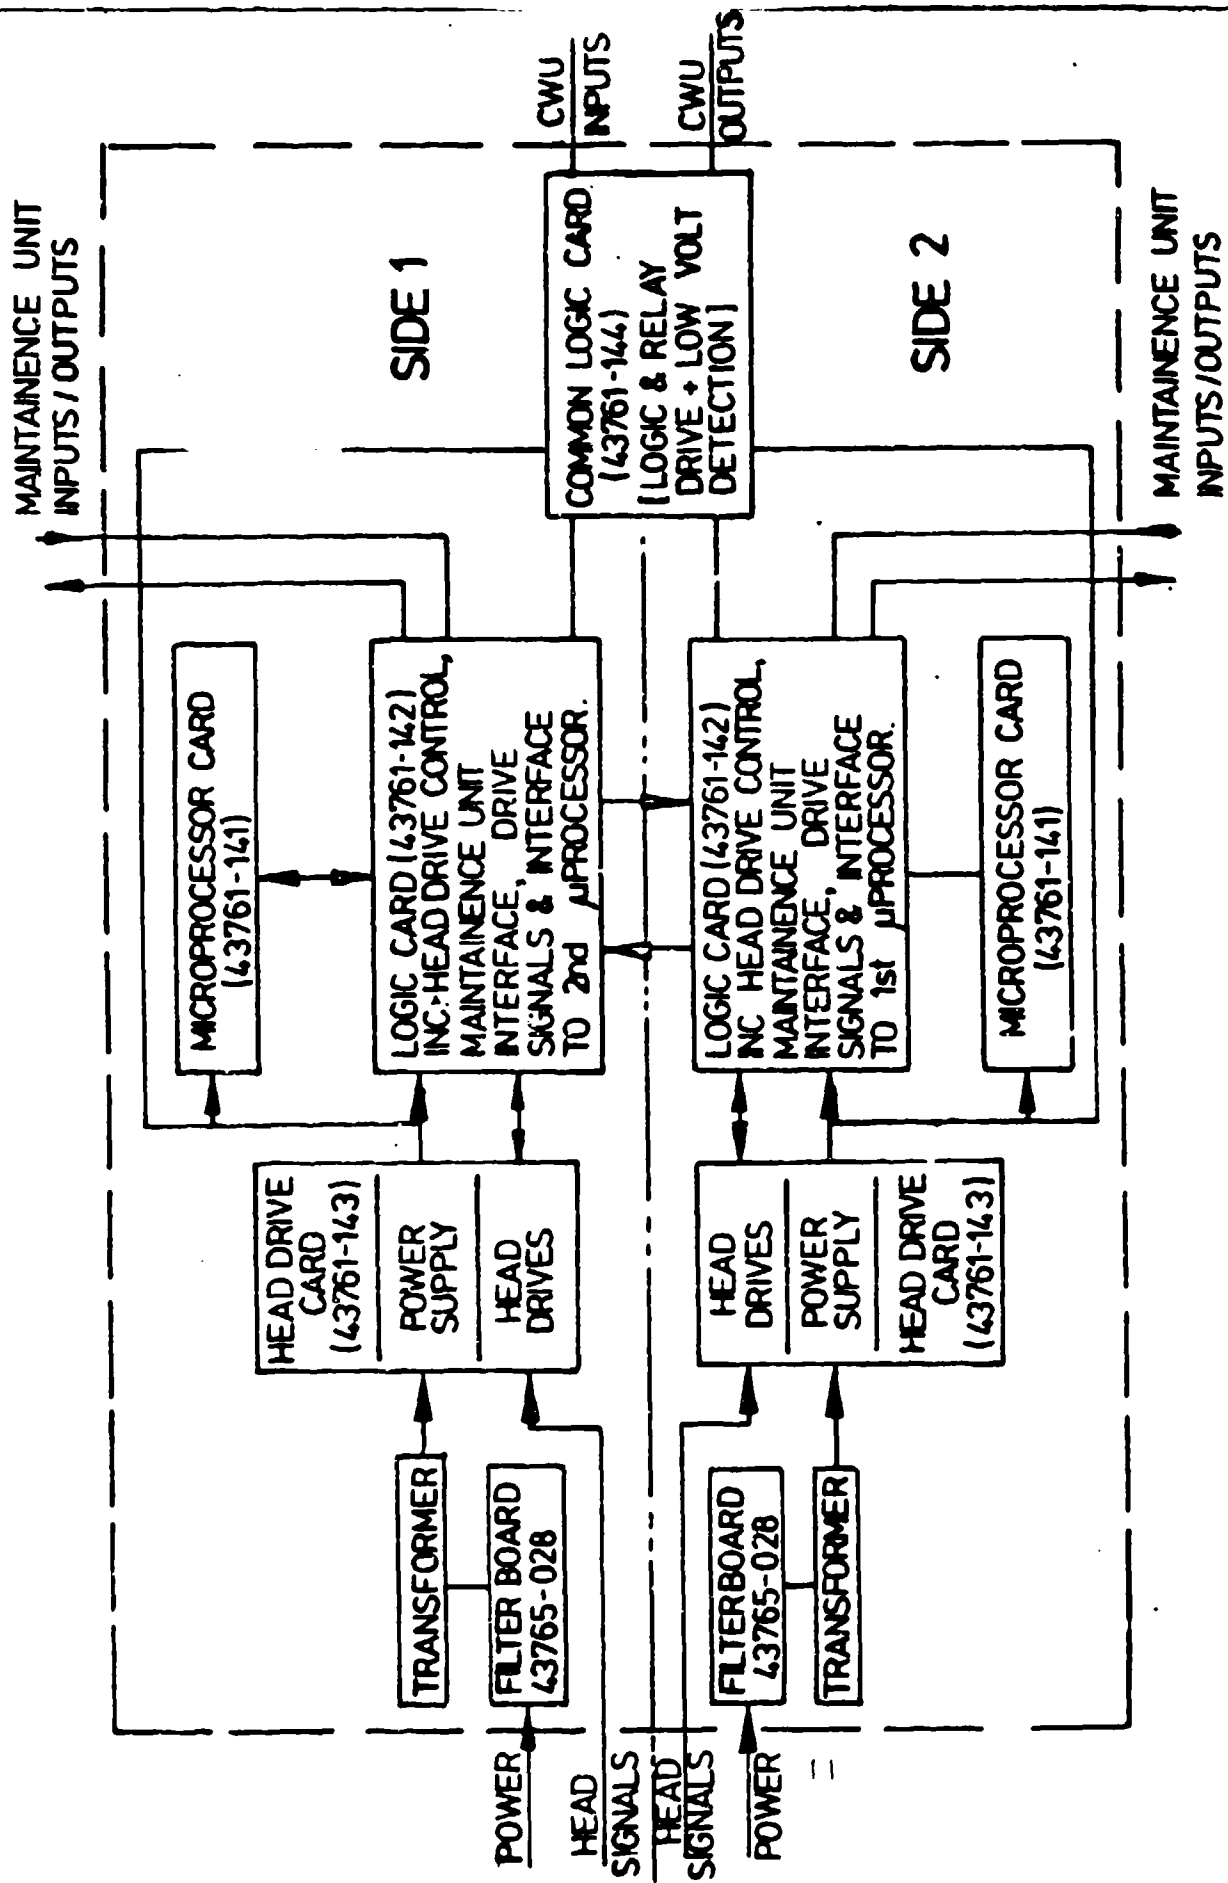 MAINTAINENCE UNIT
INPUTS / OUTPUTS
SIDE 1
MICROPROCESSOR CARD
(43761-141)
HEAD DRIVE
CARD
(43761-143)
POWER
SUPPLY
HEAD
DRIVES
LOGIC CARD (43761-142)
INC:-HEAD DRIVE CONTROL,
MAINTAINENCE UNIT
INTERFACE, DRIVE
SIGNALS & INTERFACE
TO 2nd µPROCESSOR.
TRANSFORMER
FILTER BOARD
43765-028
POWER
HEAD
SIGNALS
COMMON LOGIC CARD
(43761-144)
[LOGIC & RELAY
DRIVE + LOW VOLT
DETECTION]
CWU
INPUTS
CWU
OUTPUTS
HEAD
SIGNALS
POWER
FILTER BOARD
43765-028
TRANSFORMER
HEAD
DRIVES
POWER
SUPPLY
HEAD DRIVE
CARD
(43761-143)
LOGIC CARD (43761-142)
INC HEAD DRIVE CONTROL,
MAINTAINENCE UNIT
INTERFACE, DRIVE
SIGNALS & INTERFACE
TO 1st µPROCESSOR.
MICROPROCESSOR CARD
(43761-141)
SIDE 2
MAINTAINENCE UNIT
INPUTS/OUTPUTS